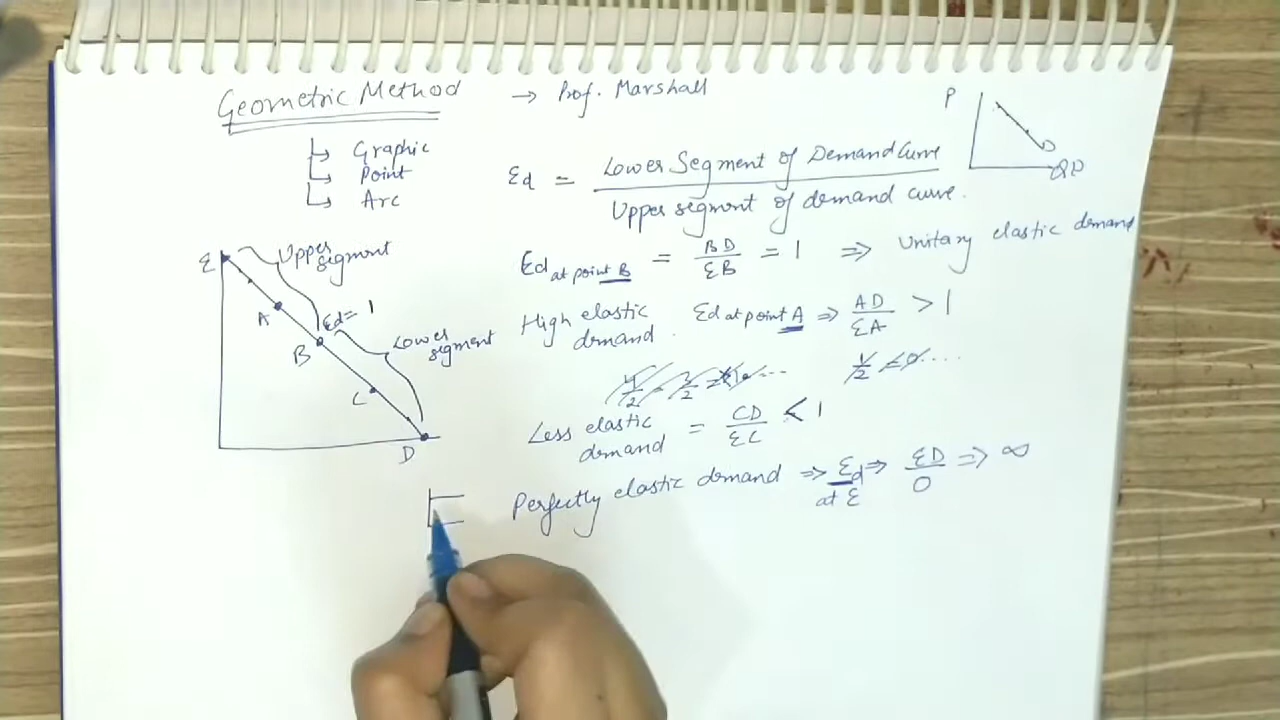 Geometric Method → Prof. Marshall
↳ Graphic
↳ Point
↳ Arc
P
D
QD
Ed = Lower Segment of Demand Curve / Upper segment of demand curve.
E
Upper segment
A
Ed = 1
B
Lower segment
C
D
Ed at point B = BD/EB = 1 ⇒ Unitary elastic demand
High elastic demand. Ed at point A ⇒ AD/EA > 1
Less elastic demand = CD/EC < 1
Perfectly elastic demand ⇒ Ed at E ⇒ ED/0 ⇒ ∞